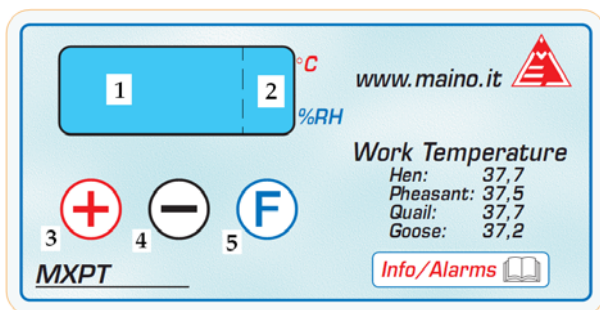 1
2
°C
%RH
www.maino.it
Work Temperature
Hen: 37,7
Pheasant: 37,5
Quail: 37,7
Goose: 37,2
+
−
F
3
4
5
MXPT
Info/Alarms